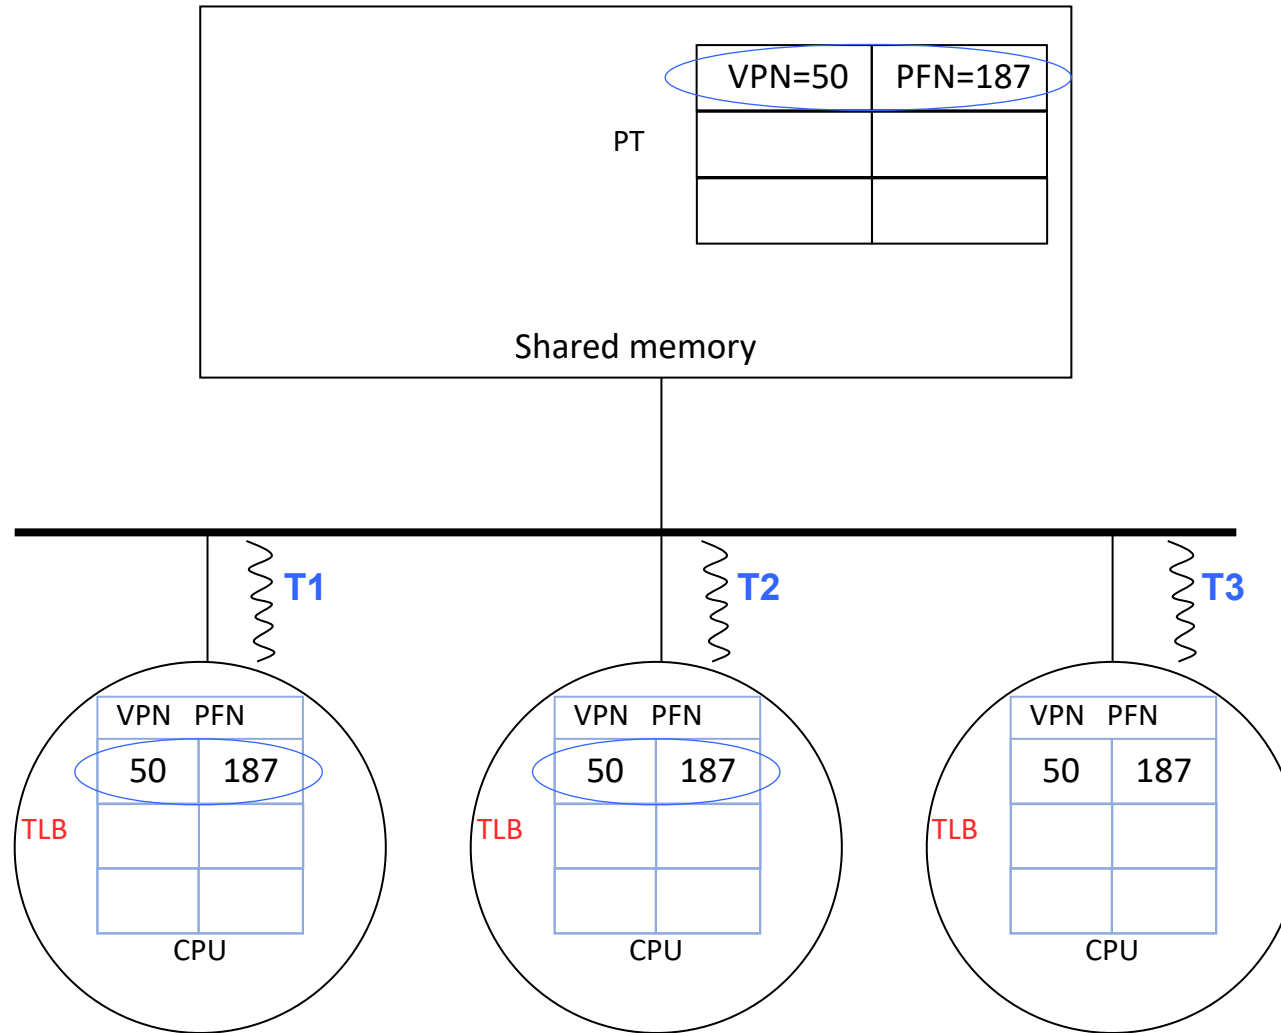 VPN=50 PFN=187
PT
Shared memory
T1 T2 T3
VPN PFN VPN PFN VPN PFN
50 187 50 187 50 187
TLB TLB TLB
CPU CPU CPU